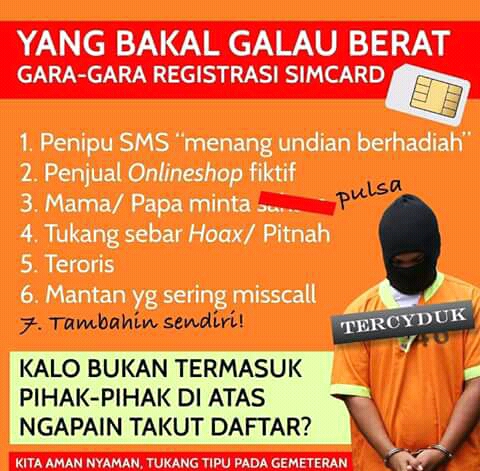 YANG BAKAL GALAU BERAT
GARA-GARA REGISTRASI SIMCARD
1. Penipu SMS “menang undian berhadiah”
2. Penjual Onlineshop fiktif
3. Mama/ Papa minta pulsa
4. Tukang sebar Hoax/ Pitnah
5. Teroris
6. Mantan yg sering misscall
7. Tambahin sendiri!
TERCYDUK
KALO BUKAN TERMASUK
PIHAK-PIHAK DI ATAS
NGAPAIN TAKUT DAFTAR?
KITA AMAN NYAMAN, TUKANG TIPU PADA GEMETERAN